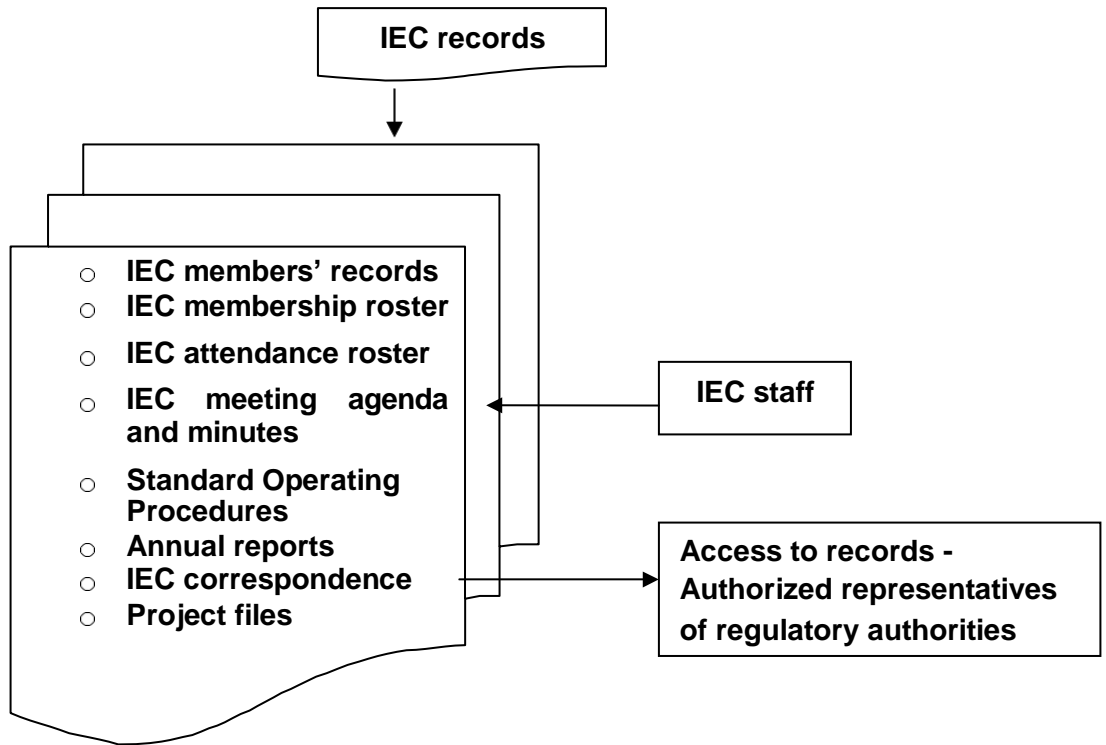 IEC records
○ IEC members’ records
○ IEC membership roster
○ IEC attendance roster
○ IEC meeting agenda
and minutes
○ Standard Operating
Procedures
○ Annual reports
○ IEC correspondence
○ Project files
IEC staff
Access to records -
Authorized representatives
of regulatory authorities